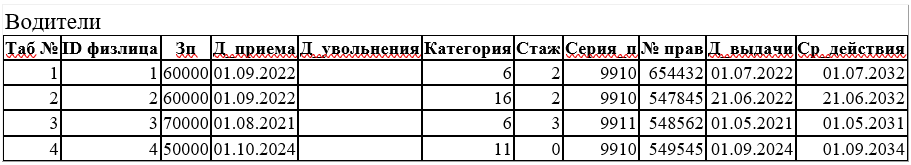 Водители
Таб № ID физлица Зп Д_приема Д_увольнения Категория Стаж Серия_п № прав Д_выдачи Ср_действия
1 1 60000 01.09.2022 6 2 9910 654432 01.07.2022 01.07.2032
2 2 60000 01.09.2022 16 2 9910 547845 21.06.2022 21.06.2032
3 3 70000 01.08.2021 6 3 9911 548562 01.05.2021 01.05.2031
4 4 50000 01.10.2024 11 0 9910 549545 01.09.2024 01.09.2034